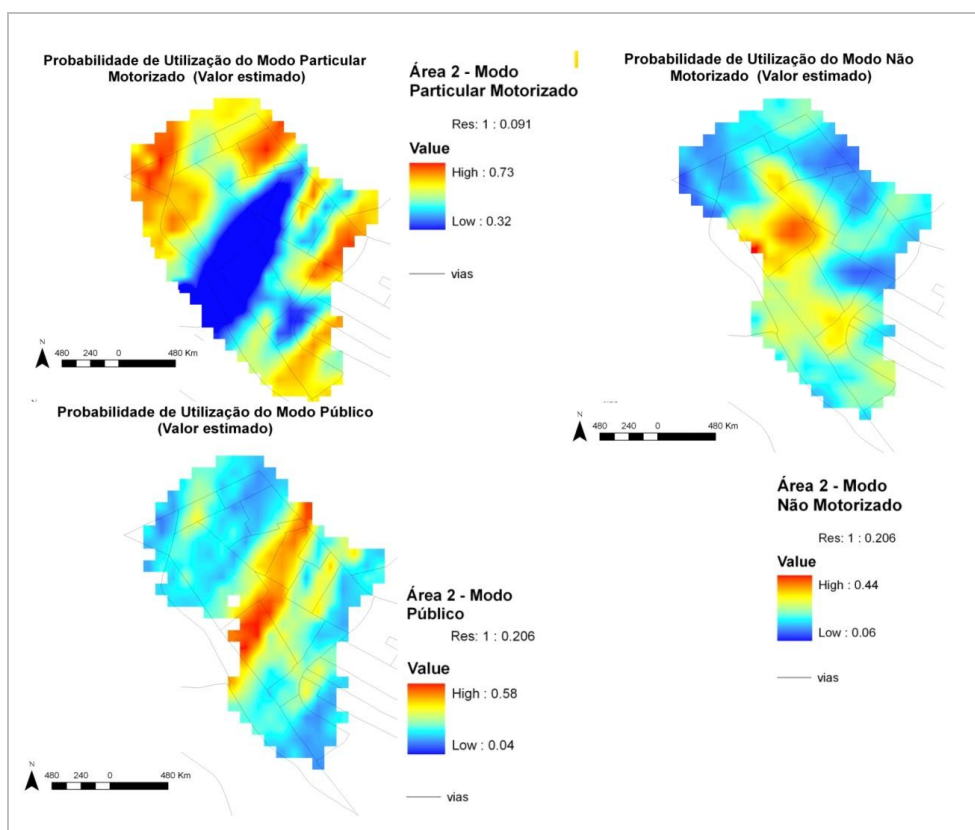 Probabilidade de Utilização do Modo Particular
Motorizado (Valor estimado)
Área 2 - Modo
Particular Motorizado
Res: 1 : 0.091
Value
High : 0.73
Low : 0.32
vias
N
480 240 0 480 Km
Probabilidade de Utilização do Modo Não
Motorizado (Valor estimado)
N
480 240 0 480 Km
Área 2 - Modo
Não Motorizado
Res: 1 : 0.206
Value
High : 0.44
Low : 0.06
vias
Probabilidade de Utilização do Modo Público
(Valor estimado)
Área 2 - Modo
Público
Res: 1 : 0.206
Value
High : 0.58
Low : 0.04
vias
N
480 240 0 480 Km